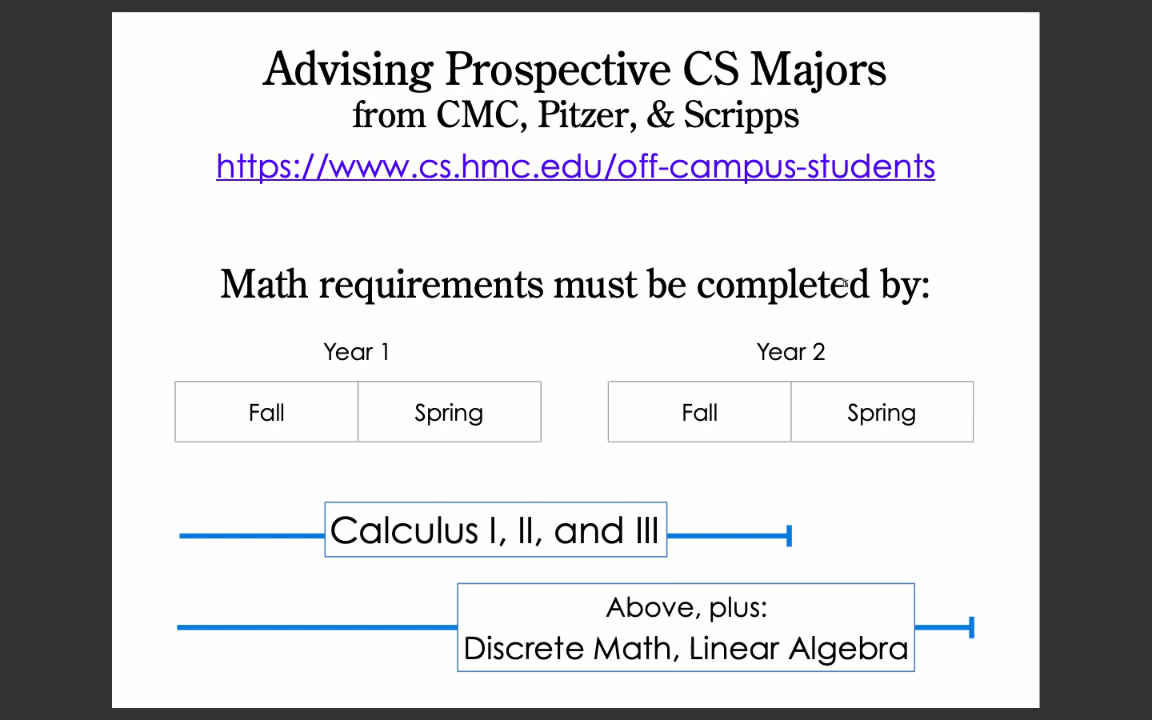 Advising Prospective CS Majors
from CMC, Pitzer, & Scripps
https://www.cs.hmc.edu/off-campus-students
Math requirements must be completed by:
Year 1
Year 2
Fall
Spring
Fall
Spring
Calculus I, II, and III
Above, plus:
Discrete Math, Linear Algebra